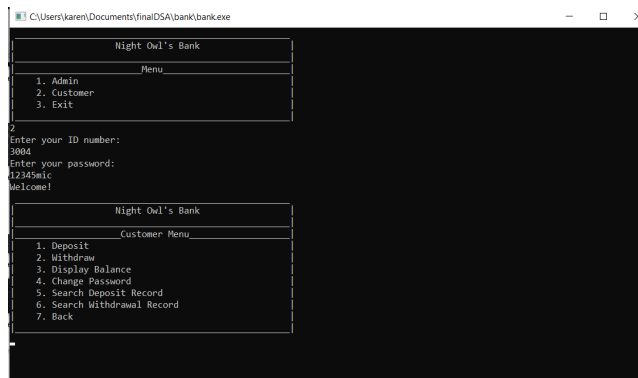 C:\Users\karen\Documents\finalDSA\bank\bank.exe
Night Owl's Bank
Menu
1. Admin
2. Customer
3. Exit
2
Enter your ID number:
3004
Enter your password:
12345mic
Welcome!
Night Owl's Bank
Customer Menu
1. Deposit
2. Withdraw
3. Display Balance
4. Change Password
5. Search Deposit Record
6. Search Withdrawal Record
7. Back